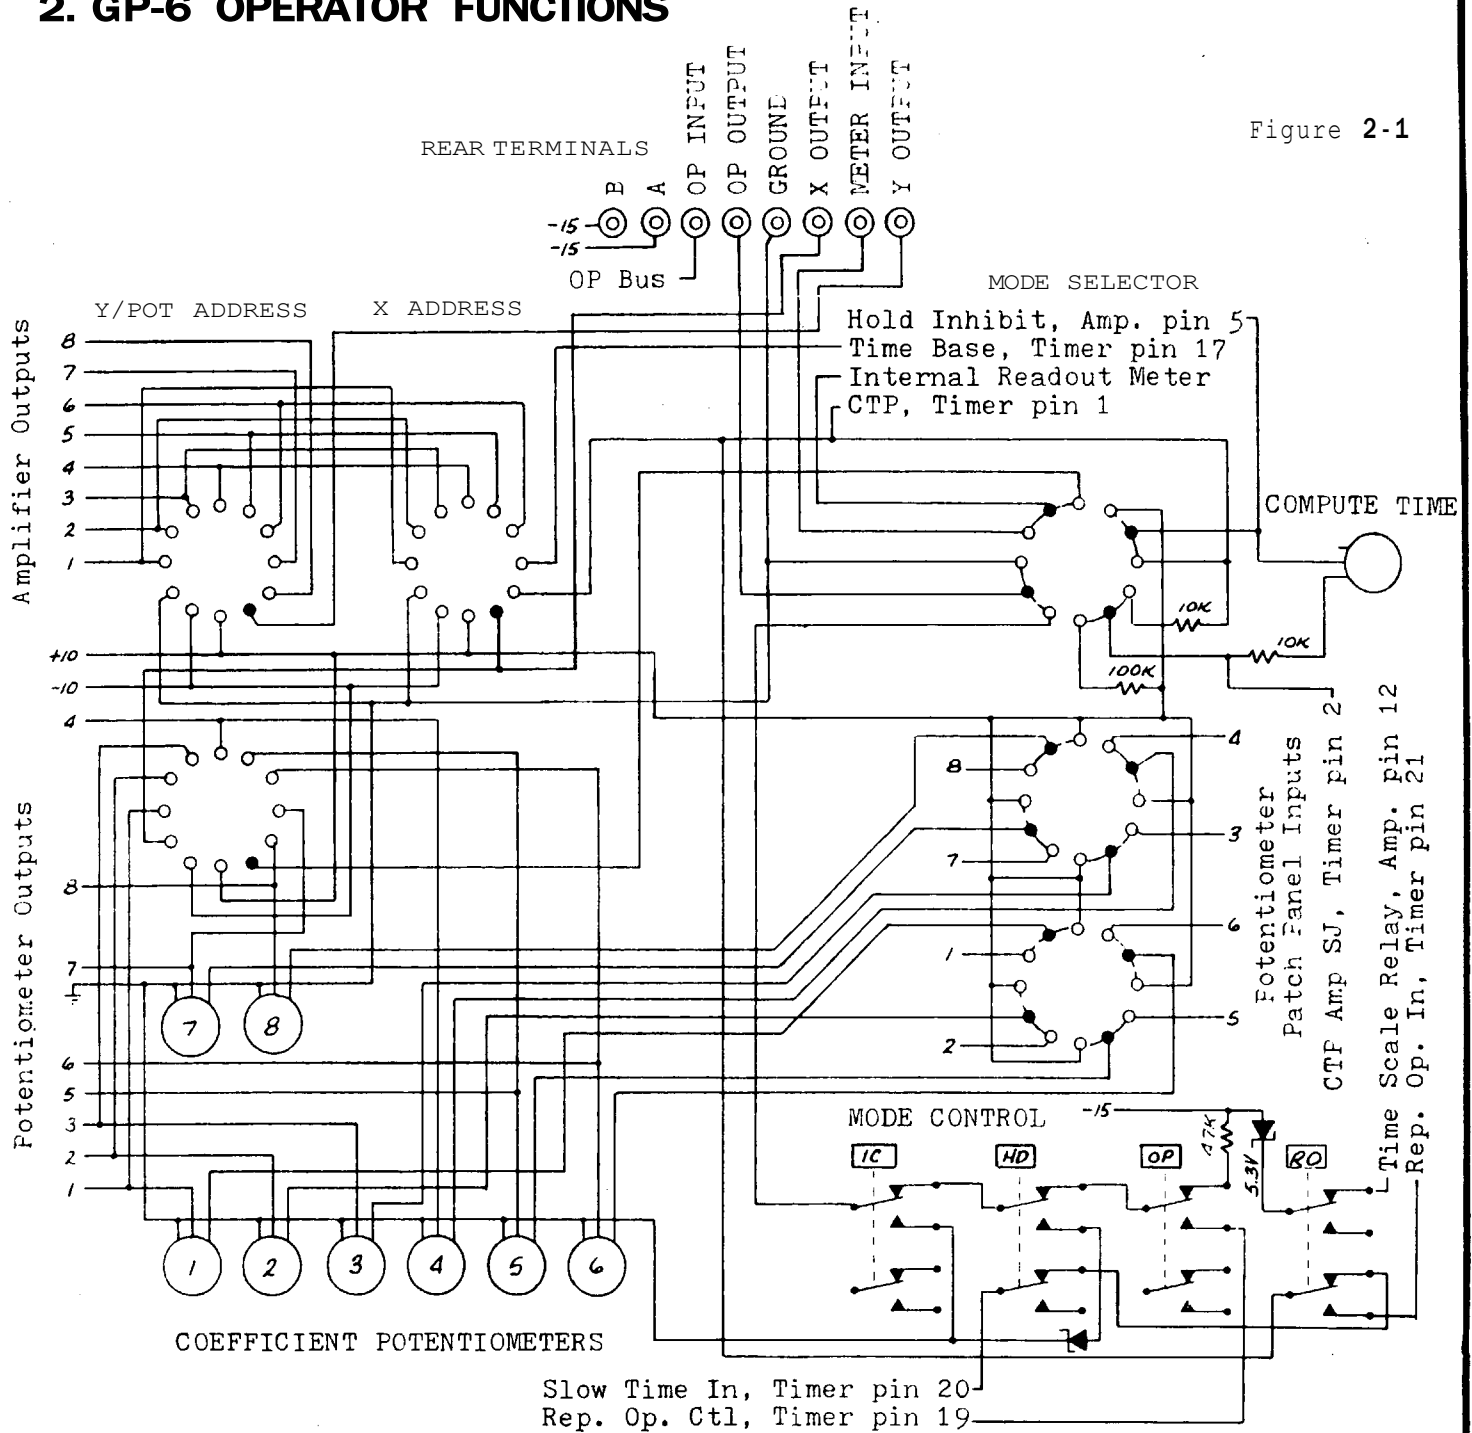 2. GP-6 OPERATOR FUNCTIONS
Figure 2-1
REAR TERMINALS
B
A
OP INPUT
OP OUTPUT
GROUND
X OUTPUT
METER INPUT
Y OUTPUT
-15
-15
OP Bus
Y/POT ADDRESS
X ADDRESS
MODE SELECTOR
Hold Inhibit, Amp. pin 5
Time Base, Timer pin 17
Internal Readout Meter
CTP, Timer pin 1
Amplifier Outputs
8
7
6
5
4
3
2
1
+10
-10
COMPUTE TIME
10K
10K
100K
Potentiometer Outputs
4
8
7
6
5
3
2
1
7
8
1
2
3
4
5
6
COEFFICIENT POTENTIOMETERS
8
7
4
3
1
2
6
5
Potentiometer
Patch Panel Inputs
CTP Amp SJ, Timer pin 2
Time Scale Relay, Amp. pin 12
Rep. Op. In, Timer pin 21
MODE CONTROL
-15
47K
5.3V
IC
HD
OP
RO
Slow Time In, Timer pin 20
Rep. Op. Ctl, Timer pin 19